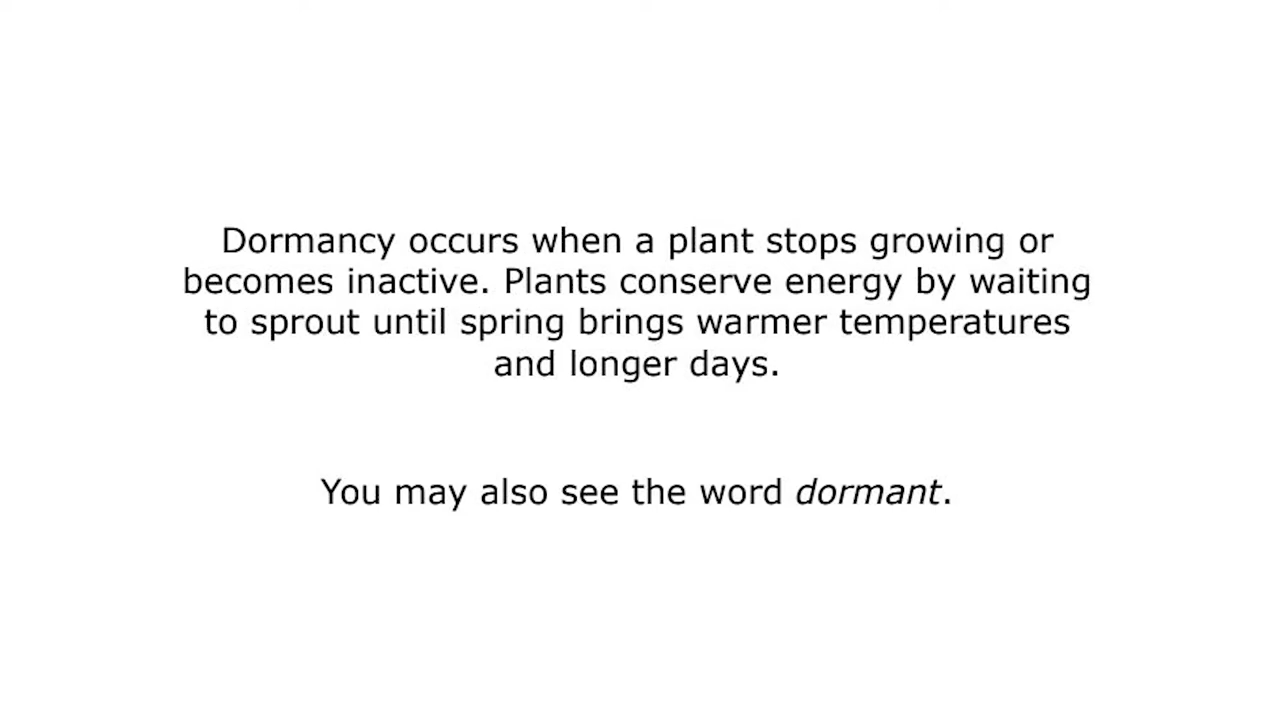 Dormancy occurs when a plant stops growing or
becomes inactive. Plants conserve energy by waiting
to sprout until spring brings warmer temperatures
and longer days.
You may also see the word dormant.